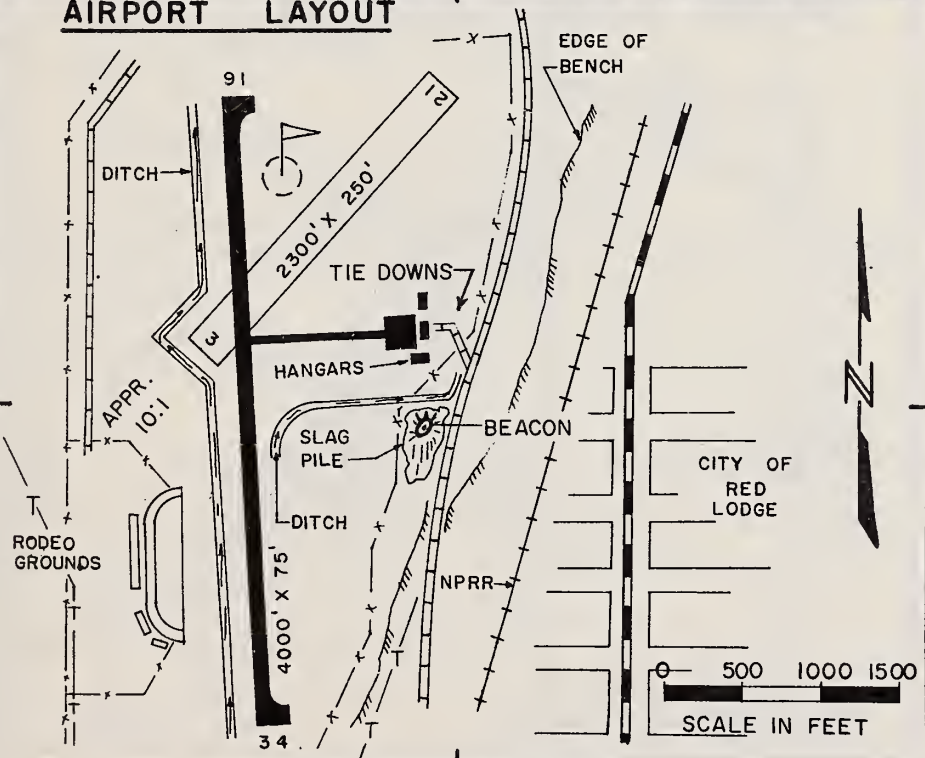 AIRPORT LAYOUT
EDGE OF
BENCH
16
21
DITCH
2300' X 250'
TIE DOWNS
3
HANGARS
APPR.
10:1
BEACON
SLAG
PILE
N
CITY OF
RED
LODGE
T
DITCH
RODEO
GROUNDS
4000' X 75'
NPRR
T
T
T
T
0 500 1000 1500
SCALE IN FEET
34